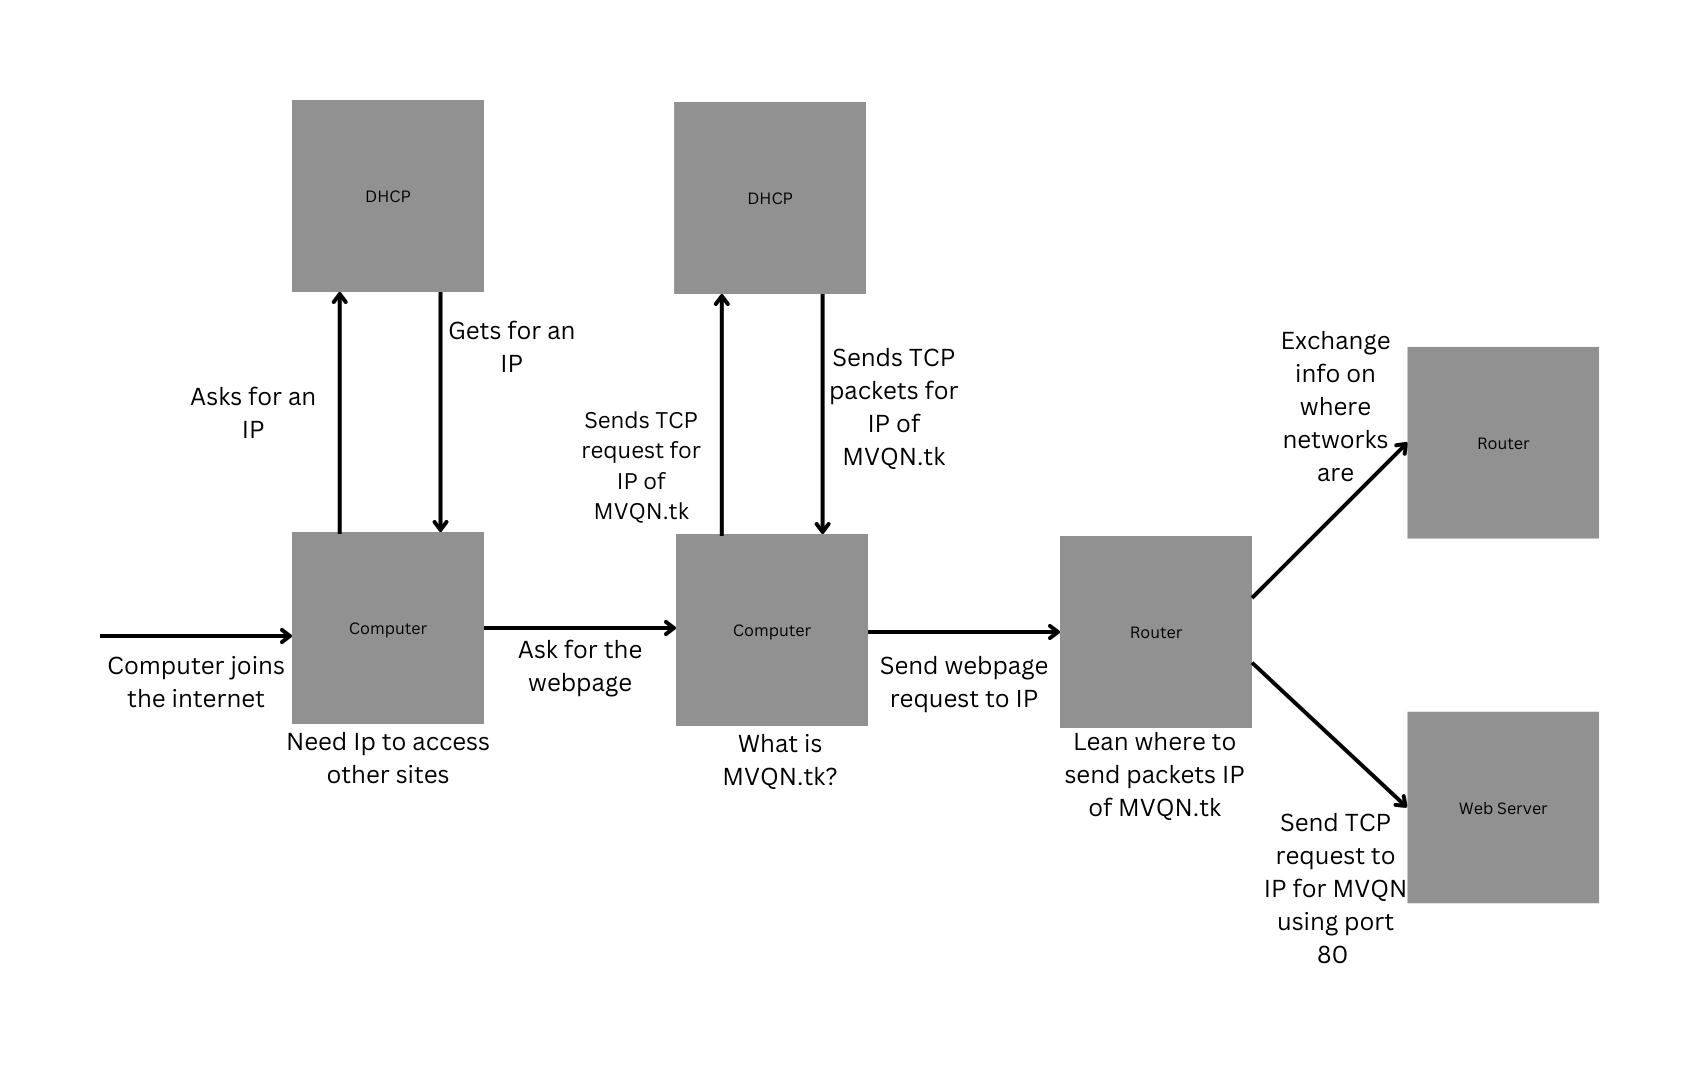 DHCP
DHCP
Gets for an
IP
Asks for an
IP
Sends TCP
packets for
IP of
MVQN.tk
Sends TCP
request for
IP of
MVQN.tk
Exchange
info on
where
networks
are
Router
Computer
Computer
Router
Computer joins
the internet
Ask for the
webpage
Send webpage
request to IP
Need Ip to access
other sites
What is
MVQN.tk?
Lean where to
send packets IP
of MVQN.tk
Web Server
Send TCP
request to
IP for MVQN
using port
80